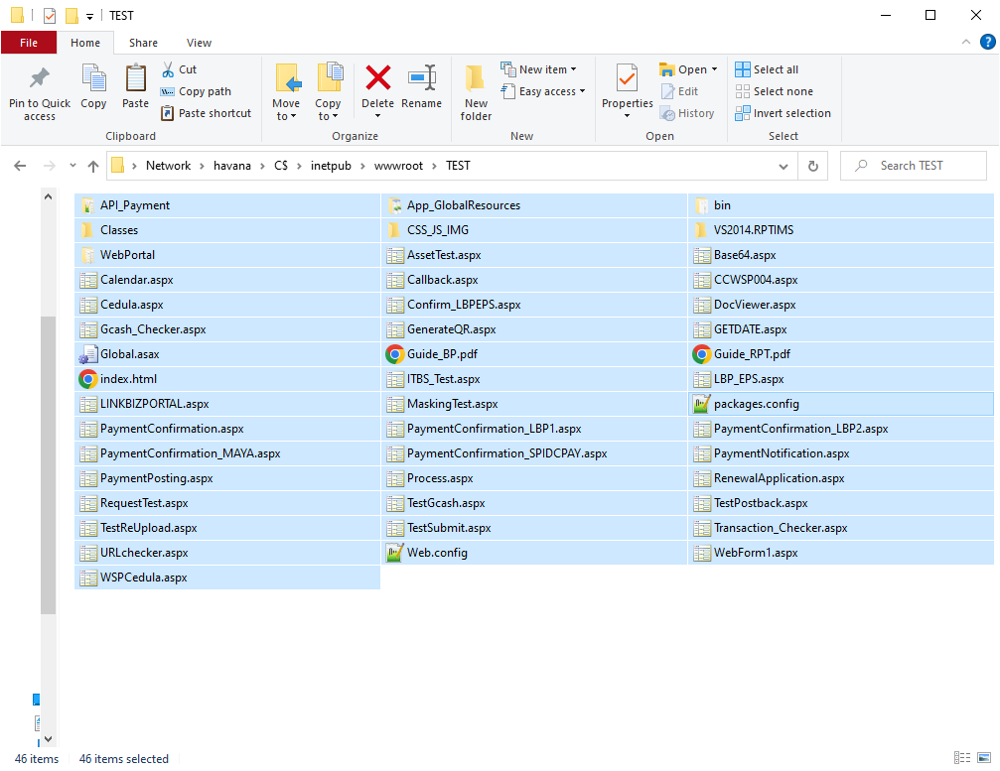 TEST
File Home Share View
Pin to Quick access
Copy
Paste
Cut
Copy path
Paste shortcut
Clipboard
Move to
Copy to
Delete
Rename
Organize
New folder
New item
Easy access
New
Properties
Open
Edit
History
Open
Select all
Select none
Invert selection
Select
Network > havana > C$ > inetpub > wwwroot > TEST
Search TEST
API_Payment App_GlobalResources bin
Classes CSS_JS_IMG VS2014.RPTIMS
WebPortal AssetTest.aspx Base64.aspx
Calendar.aspx Callback.aspx CCWSP004.aspx
Cedula.aspx Confirm_LBPEPS.aspx DocViewer.aspx
Gcash_Checker.aspx GenerateQR.aspx GETDATE.aspx
Global.asax Guide_BP.pdf Guide_RPT.pdf
index.html ITBS_Test.aspx LBP_EPS.aspx
LINKBIZPORTAL.aspx MaskingTest.aspx packages.config
PaymentConfirmation.aspx PaymentConfirmation_LBP1.aspx PaymentConfirmation_LBP2.aspx
PaymentConfirmation_MAYA.aspx PaymentConfirmation_SPIDCPAY.aspx PaymentNotification.aspx
PaymentPosting.aspx Process.aspx RenewalApplication.aspx
RequestTest.aspx TestGcash.aspx TestPostback.aspx
TestReUpload.aspx TestSubmit.aspx Transaction_Checker.aspx
URLchecker.aspx Web.config WebForm1.aspx
WSPCedula.aspx
46 items 46 items selected